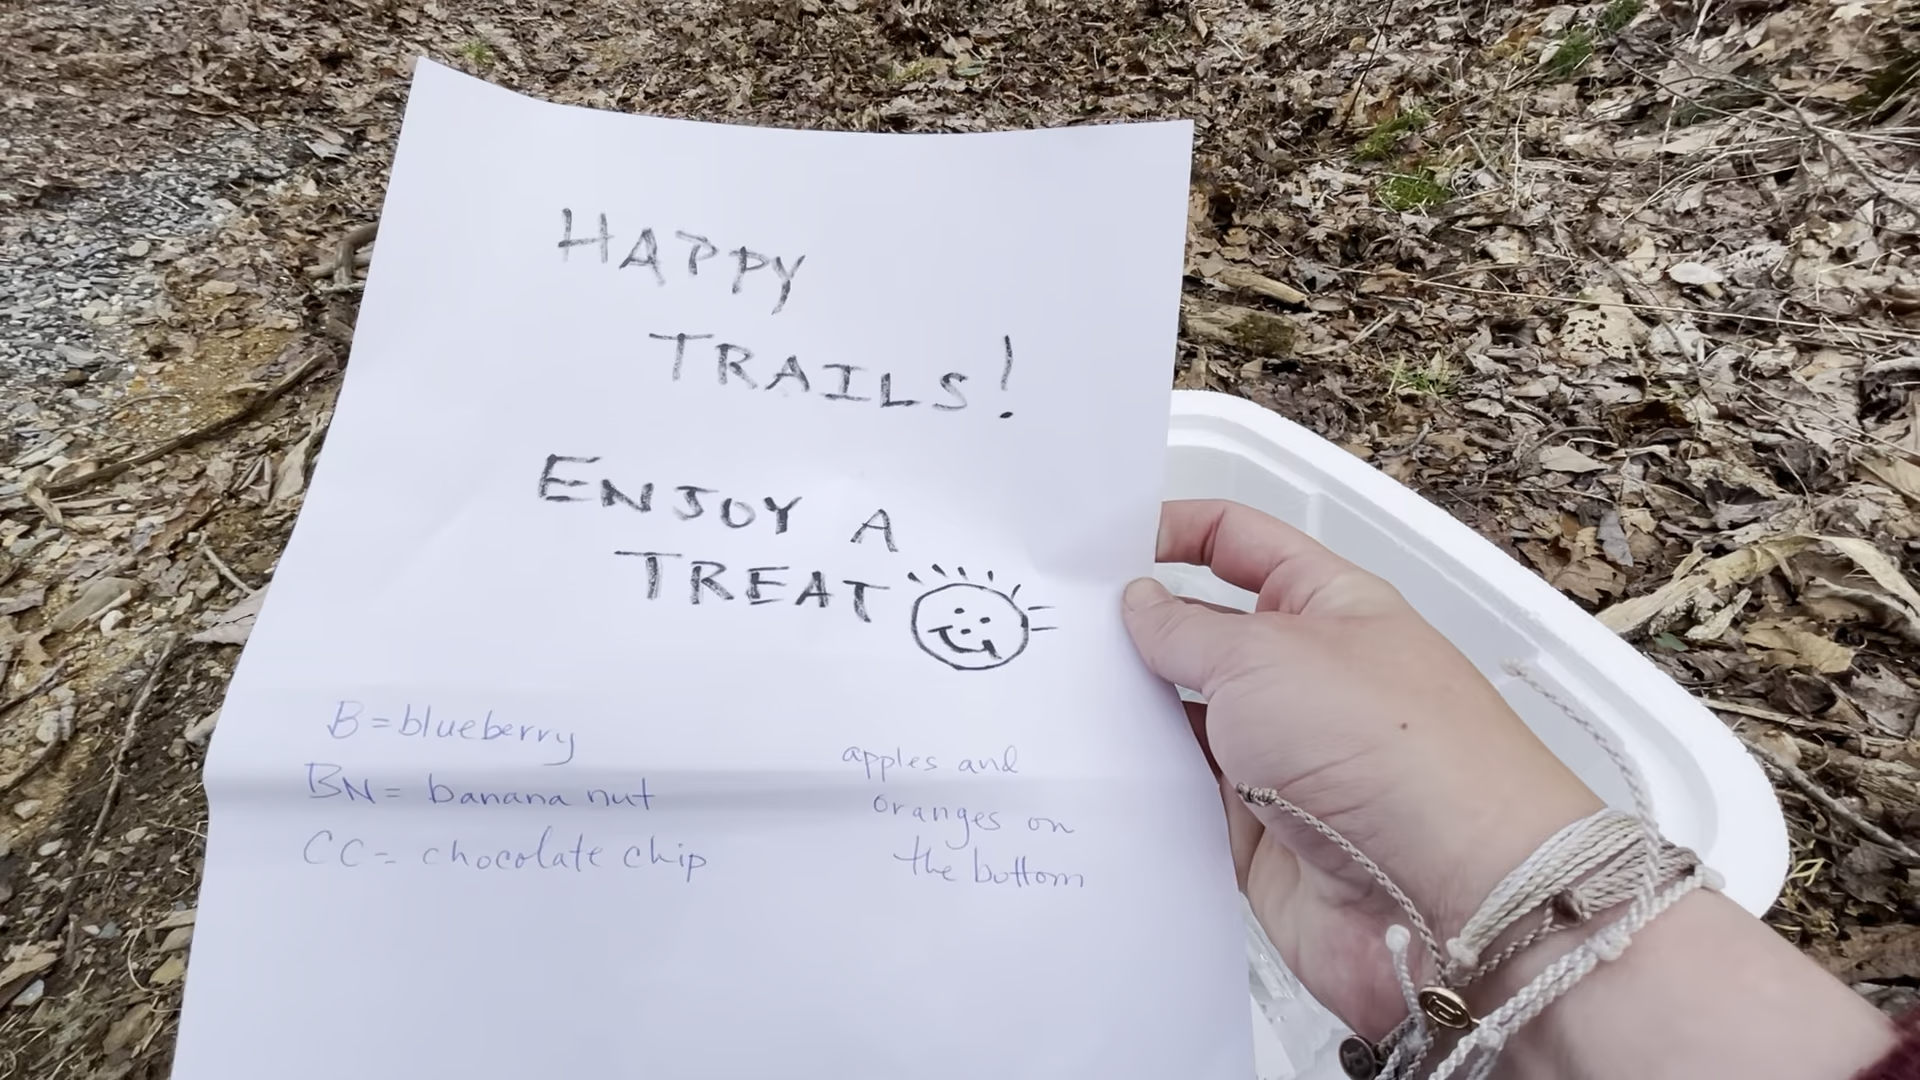 HAPPY
TRAILS!
ENJOY A
TREAT
B = blueberry
BN = banana nut
CC = chocolate chip
apples and
oranges on
the bottom